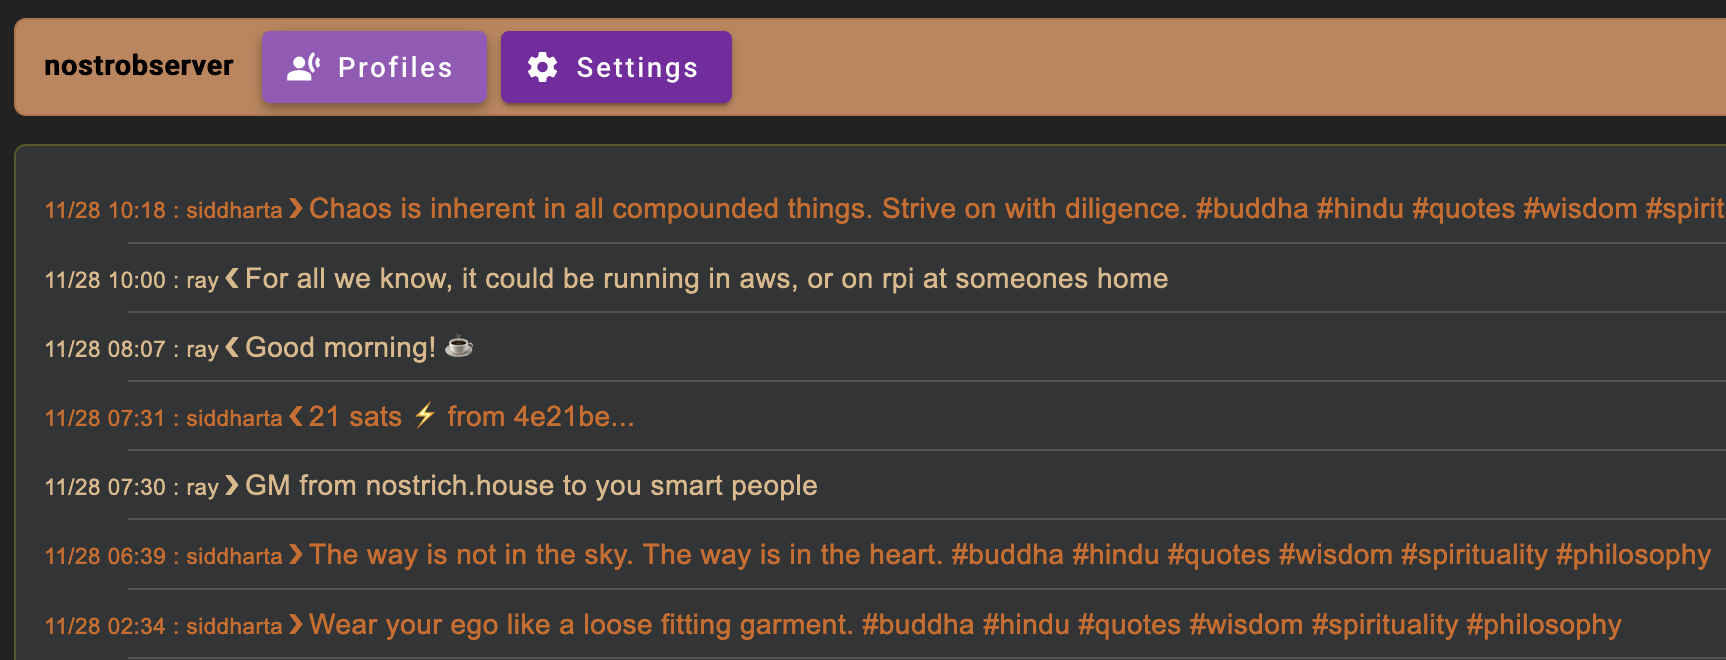 nostrobserver Profiles Settings
11/28 10:18 : siddharta ❯ Chaos is inherent in all compounded things. Strive on with diligence. #buddha #hindu #quotes #wisdom #spirit
11/28 10:00 : ray ❮ For all we know, it could be running in aws, or on rpi at someones home
11/28 08:07 : ray ❮ Good morning! ☕
11/28 07:31 : siddharta ❮ 21 sats ⚡ from 4e21be...
11/28 07:30 : ray ❯ GM from nostrich.house to you smart people
11/28 06:39 : siddharta ❯ The way is not in the sky. The way is in the heart. #buddha #hindu #quotes #wisdom #spirituality #philosophy
11/28 02:34 : siddharta ❯ Wear your ego like a loose fitting garment. #buddha #hindu #quotes #wisdom #spirituality #philosophy